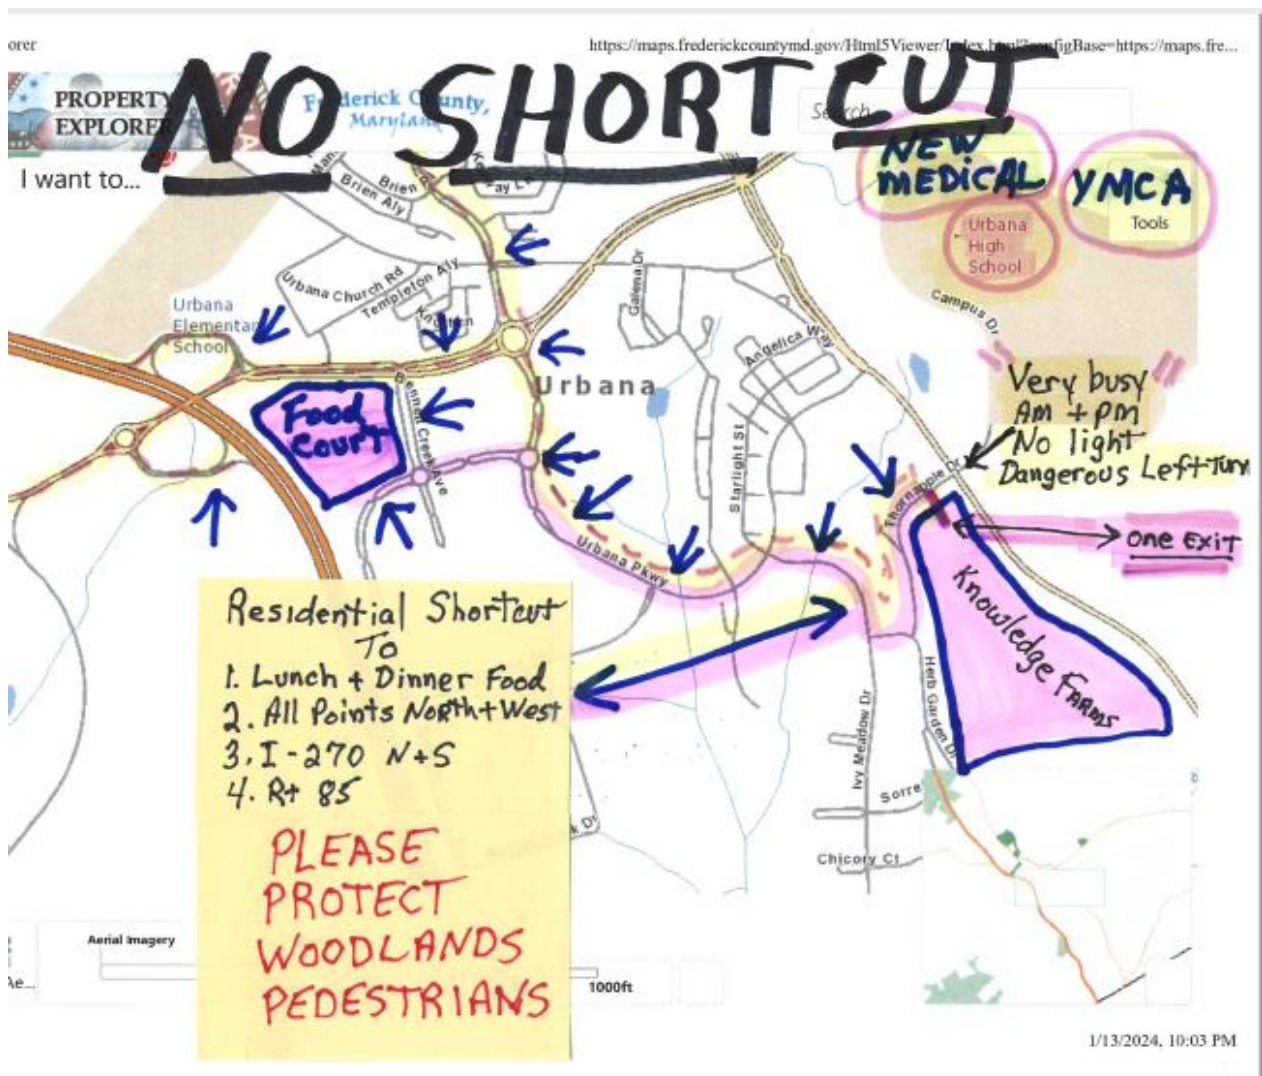 orer
https://maps.frederickcountymd.gov/Html5Viewer/Index.html?configBase=https://maps.fre...
NO SHORTCUT
PROPERTY
EXPLORER
Frederick County,
Maryland
Search
I want to...
NEW
MEDICAL
YMCA
Tools
Urbana
High
School
Brien
Brien Aly
Urbana Church Rd
Templeton Aly
Galena Dr
Campus Dr
Urbana
Elementary
School
Angelica Way
Urbana
Very busy
Am + pm
No light
Dangerous Left Turn
Food
Court
Bennett Creek Ave
Starlight St
Thornapple Dr
one Exit
Urbana Pkwy
Knowledge Farms
Residential Shortcut
To
1. Lunch + Dinner Food
2. All Points North + West
3. I-270 N+S
4. Rt 85
PLEASE
PROTECT
WOODLANDS
PEDESTRIANS
Herb Garden Dr
Ivy Meadow Dr
Sorre
k Dr
Chicory Ct
Aerial Imagery
Ae...
1000ft
1/13/2024, 10:03 PM